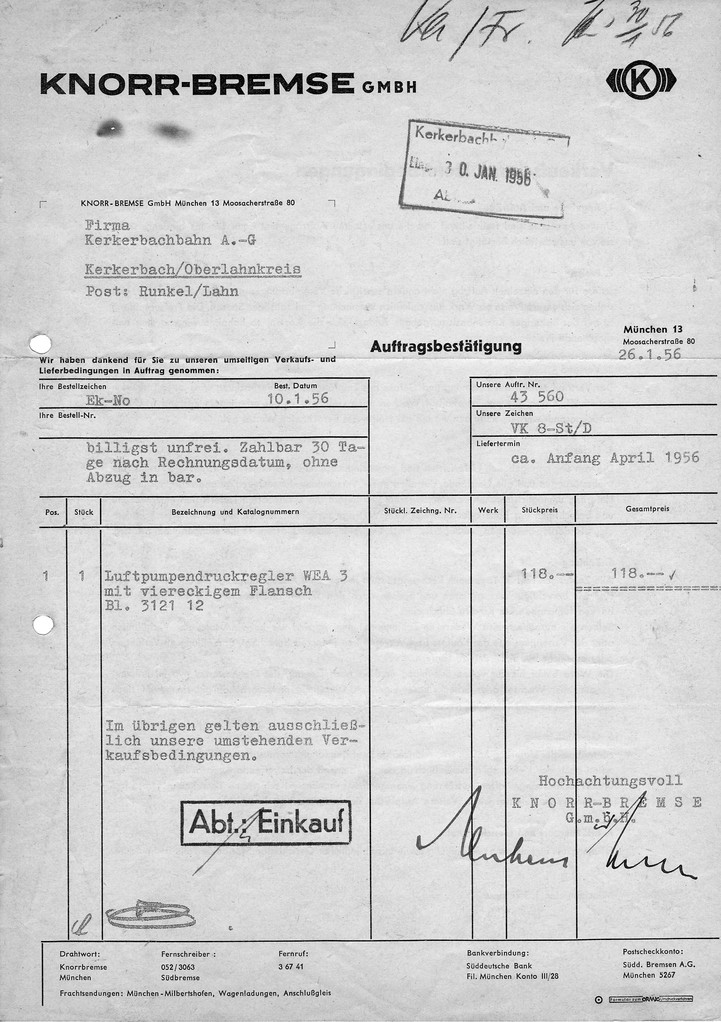 KNORR-BREMSE GMBH
K
Kerkerbachb
30. JAN. 1956
KNORR-BREMSE GmbH München 13 Moosacherstraße 80
Firma
Kerkerbachbahn A.-G
Kerkerbach/Oberlahnkreis
Post: Runkel/Lahn
München 13
Moosacherstraße 80
26.1.56
Auftragsbestätigung
Wir haben dankend für Sie zu unseren umseitigen Verkaufs- und
Lieferbedingungen in Auftrag genommen:
Ihre Bestellzeichen Best. Datum
Ek-No 10.1.56
Ihre Bestell-Nr.
billigst unfrei. Zahlbar 30 Ta-
ge nach Rechnungsdatum, ohne
Abzug in bar.
Unsere Auftr. Nr.
43 560
Unsere Zeichen
VK 8-St/D
Liefertermin
ca. Anfang April 1956
Pos. Stück Bezeichnung und Katalognummern Stückl. Zeichng. Nr. Werk Stückpreis Gesamtpreis
1 1 Luftpumpendruckregler WEA 3 118.-- 118.--
mit viereckigem Flansch
Bl. 3121 12
Im übrigen gelten ausschließ-
lich unsere umstehenden Ver-
kaufsbedingungen.
Hochachtungsvoll
KNORR-BREMSE
G.m.b.H.
Abt.: Einkauf
Drahtwort: Fernschreiber: Fernruf: Bankverbindung: Postscheckkonto:
Knorrbremse 052/3063 3 67 41 Süddeutsche Bank Südd. Bremsen A.G.
München Südbremse Fil. München Konto III/28 München 5267
Frachtsendungen: München-Milbertshofen, Wagenladungen, Anschlußgleis